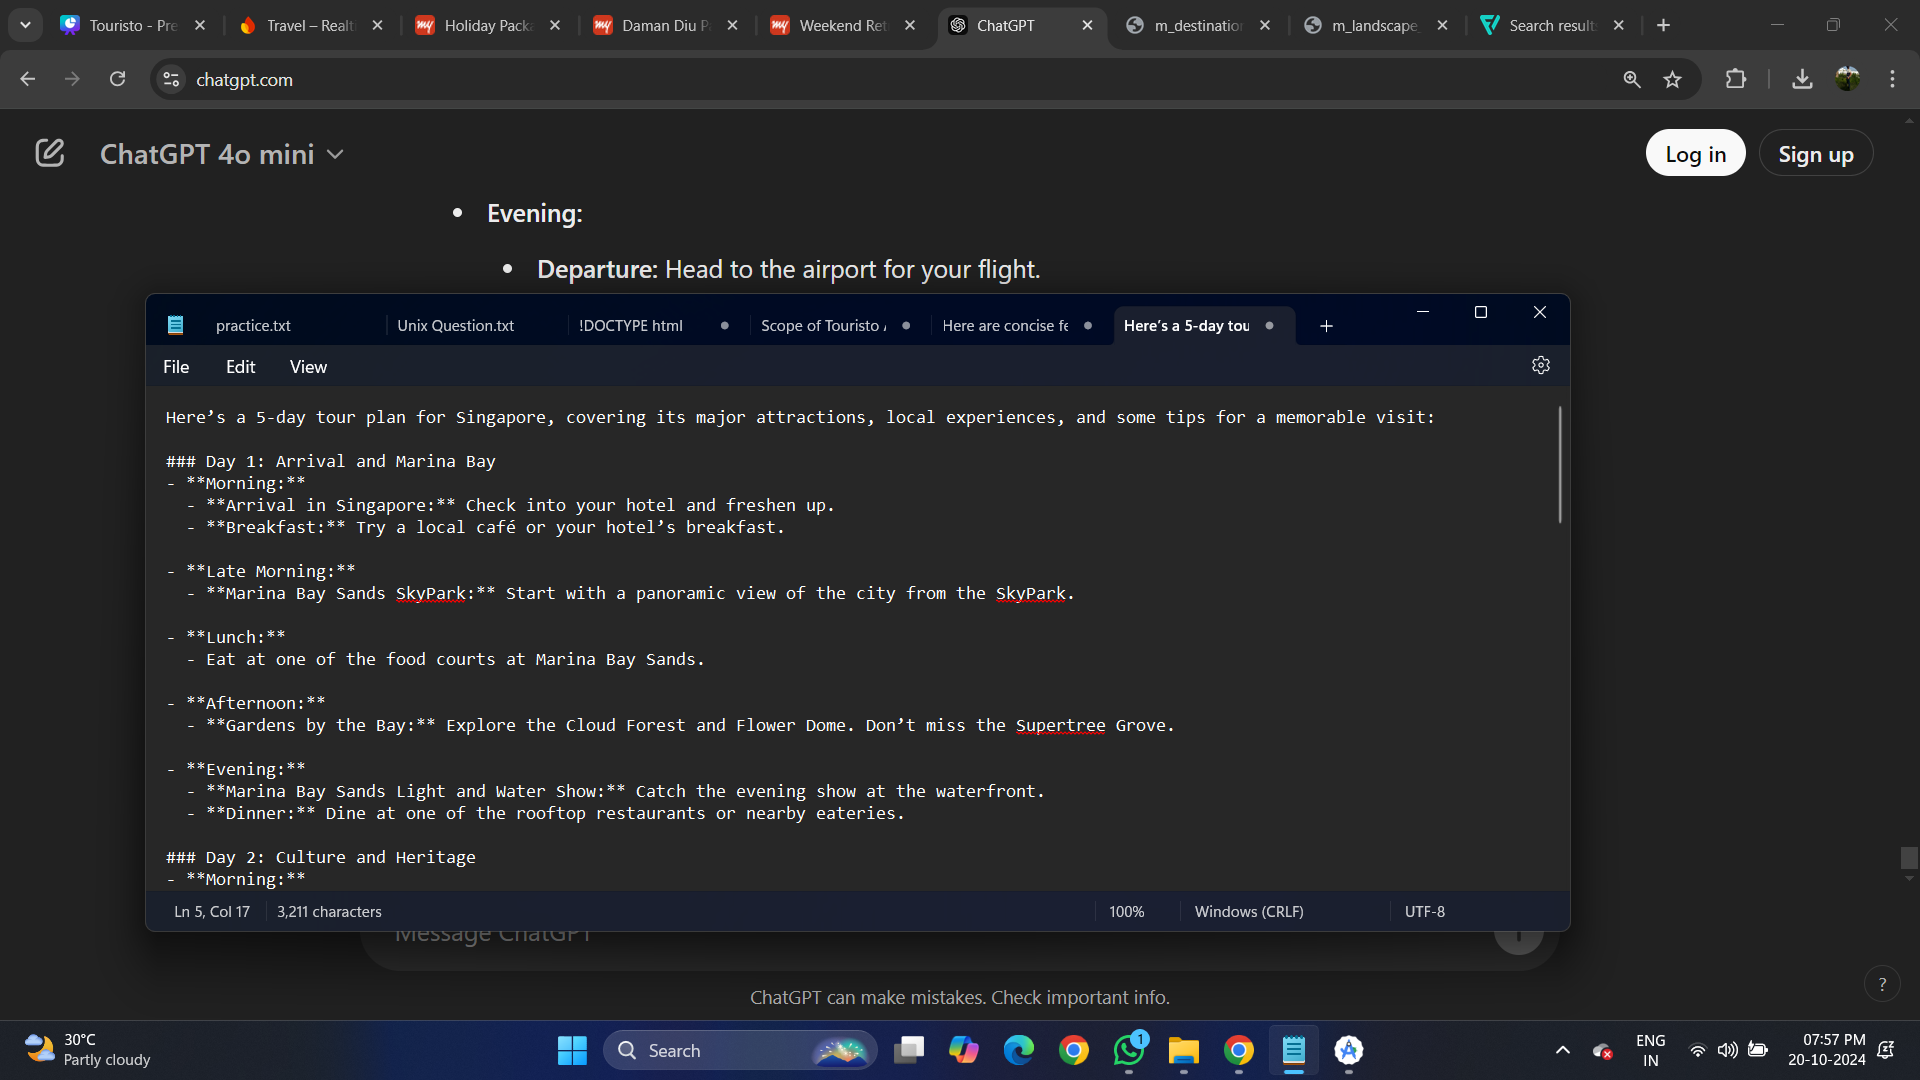 Touristo - Pre
Travel – Realt
Holiday Packa
Daman Diu P
Weekend Ret
ChatGPT
m_destination
m_landscape_
Search result
chatgpt.com
ChatGPT 4o mini
Log in
Sign up
Evening:
Departure: Head to the airport for your flight.
practice.txt
Unix Question.txt
!DOCTYPE html
Scope of Touristo
Here are concise fe
Here’s a 5-day tou
File
Edit
View
Here’s a 5-day tour plan for Singapore, covering its major attractions, local experiences, and some tips for a memorable visit:
### Day 1: Arrival and Marina Bay
- **Morning:**
- **Arrival in Singapore:** Check into your hotel and freshen up.
- **Breakfast:** Try a local café or your hotel’s breakfast.
- **Late Morning:**
- **Marina Bay Sands SkyPark:** Start with a panoramic view of the city from the SkyPark.
- **Lunch:**
- Eat at one of the food courts at Marina Bay Sands.
- **Afternoon:**
- **Gardens by the Bay:** Explore the Cloud Forest and Flower Dome. Don’t miss the Supertree Grove.
- **Evening:**
- **Marina Bay Sands Light and Water Show:** Catch the evening show at the waterfront.
- **Dinner:** Dine at one of the rooftop restaurants or nearby eateries.
### Day 2: Culture and Heritage
- **Morning:**
Ln 5, Col 17
3,211 characters
100%
Windows (CRLF)
UTF-8
Message ChatGPT
ChatGPT can make mistakes. Check important info.
?
30°C
Partly cloudy
Search
1
ENG
IN
07:57 PM
20-10-2024